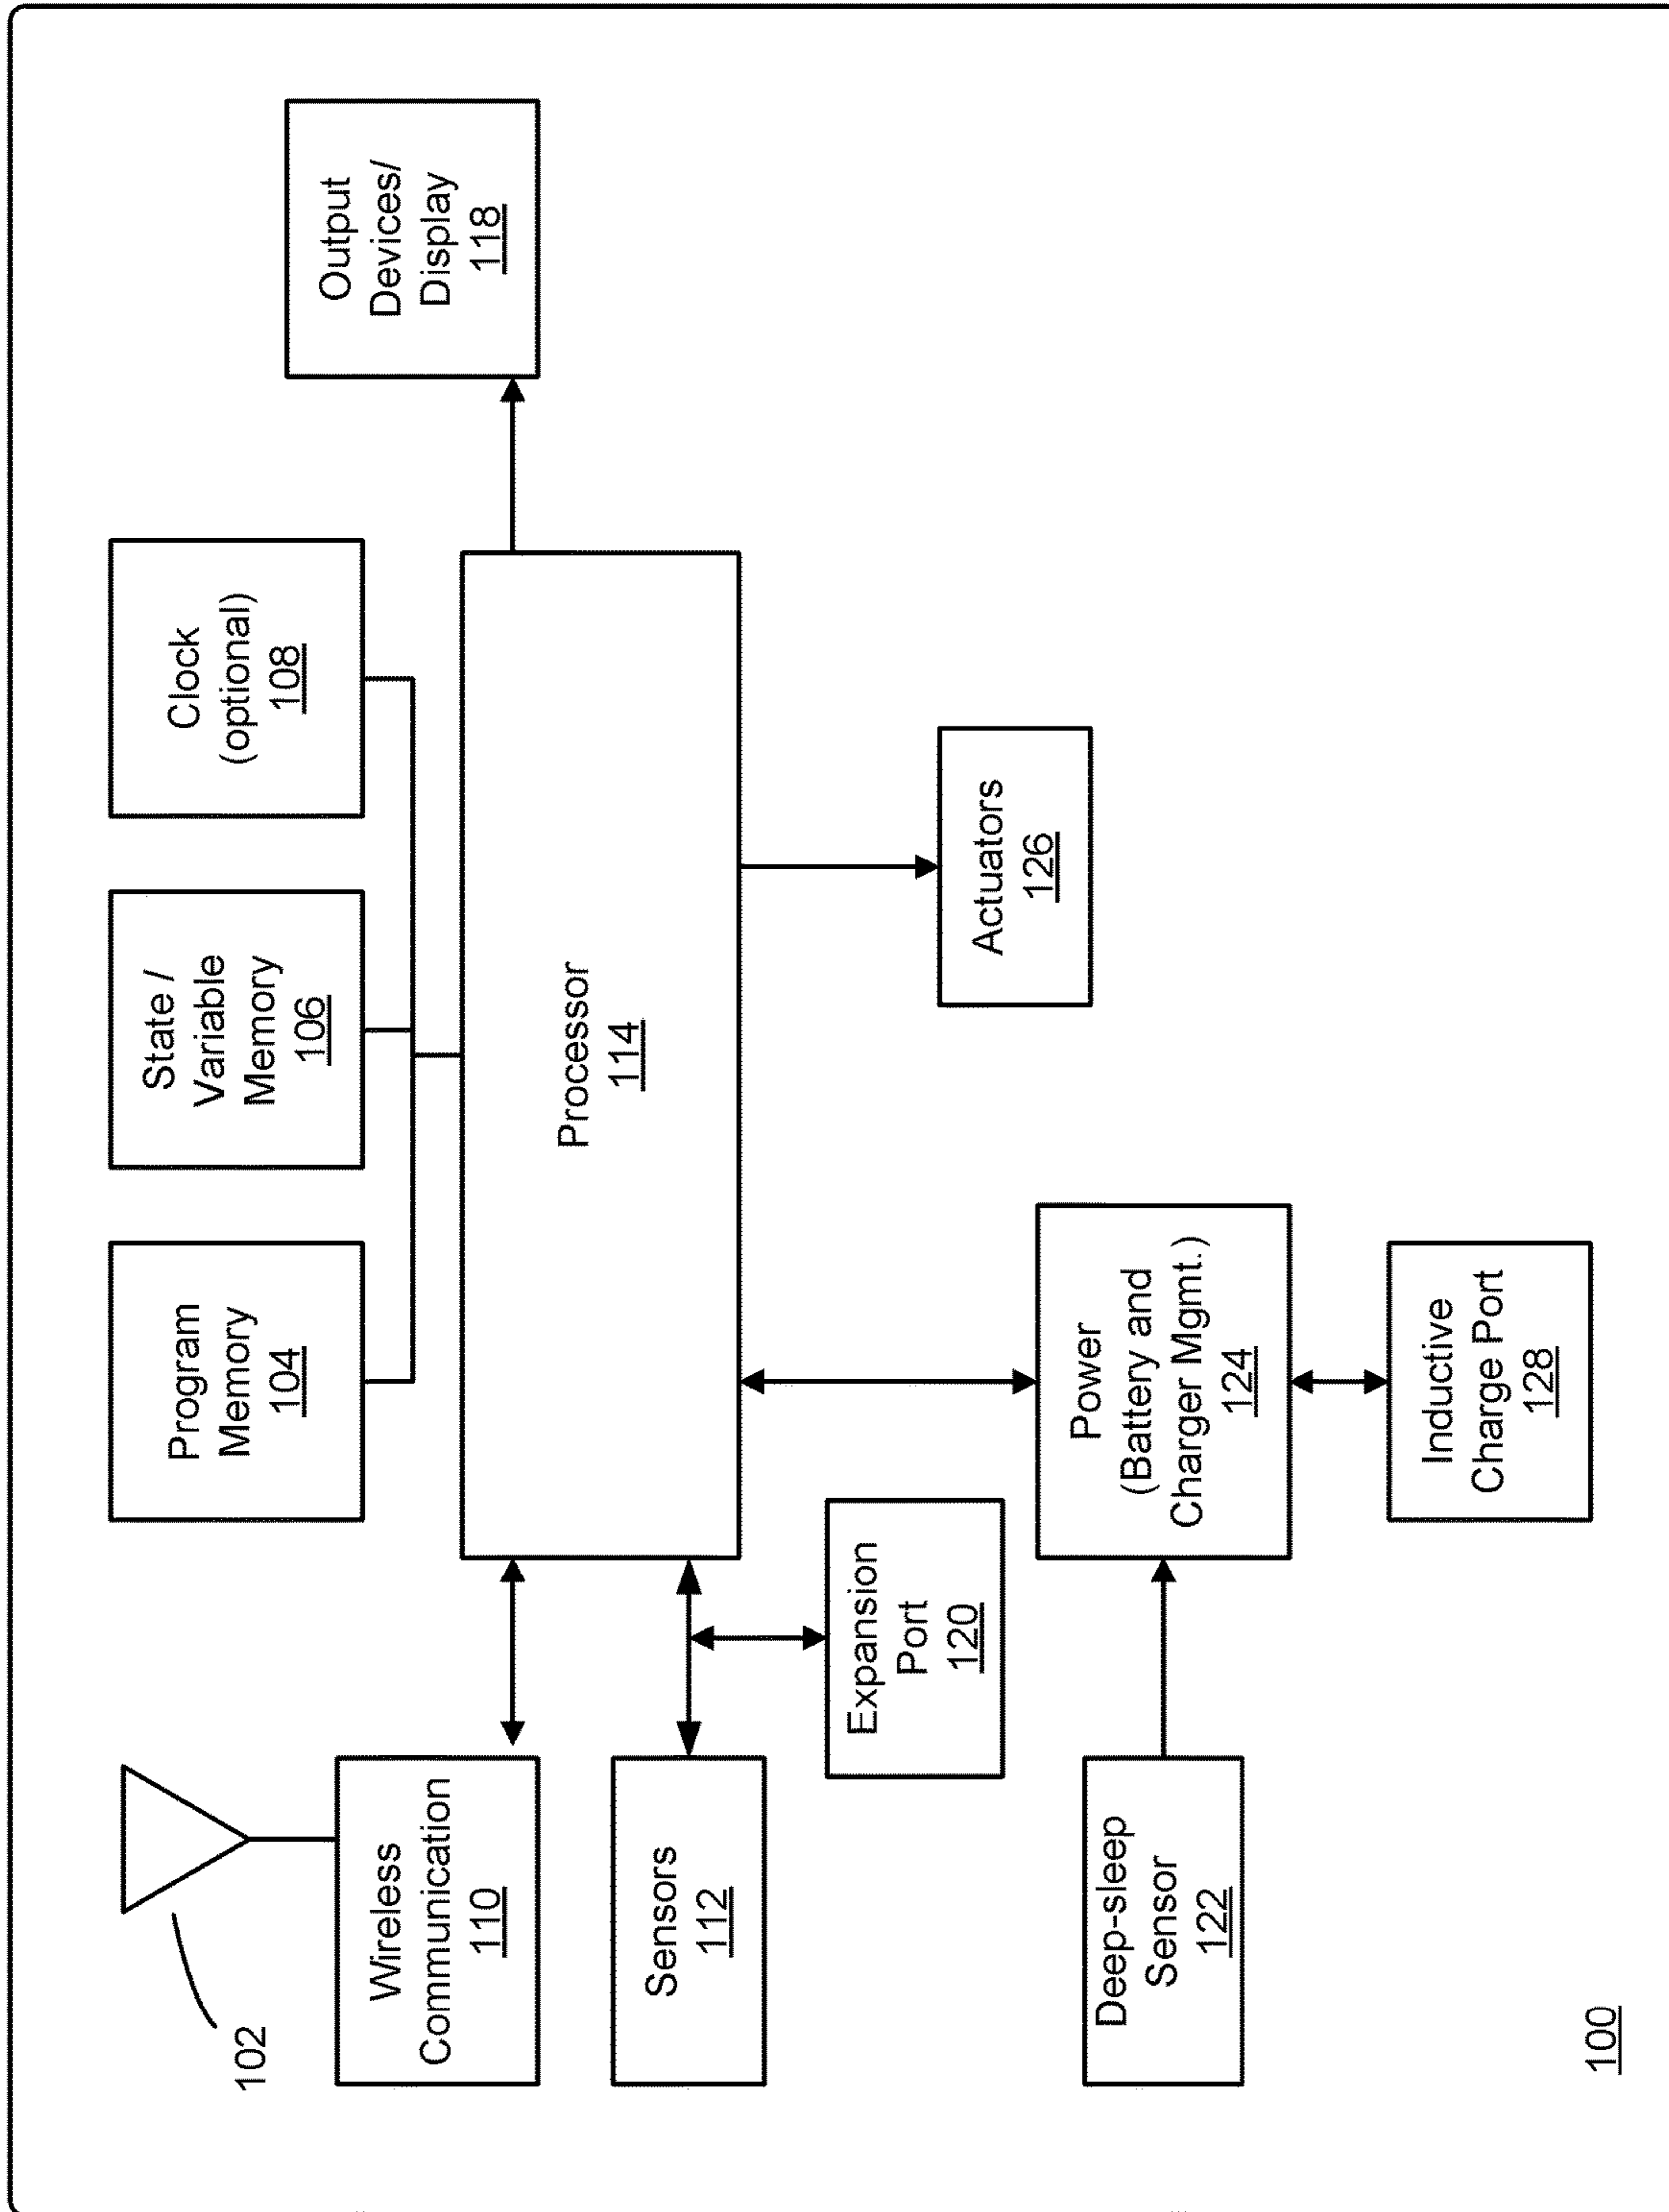 102
Wireless
Communication
110
Program
Memory
104
State /
Variable
Memory
106
Clock
(optional)
108
Output
Devices/
Display
118
Sensors
112
Processor
114
Expansion
Port
120
Actuators
126
Deep-sleep
Sensor
122
Power
(Battery and
Charger Mgmt.)
124
Inductive
Charge Port
128
100